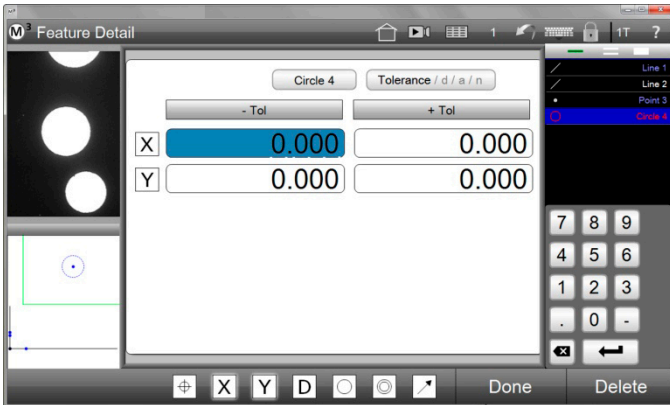 M3 Feature Detail
1 1T ?
Line 1
Line 2
Point 3
Circle 4
Circle 4 Tolerance / d / a / n
- Tol + Tol
X 0.000 0.000
Y 0.000 0.000
7 8 9
4 5 6
1 2 3
. 0 -
X Y D Done Delete